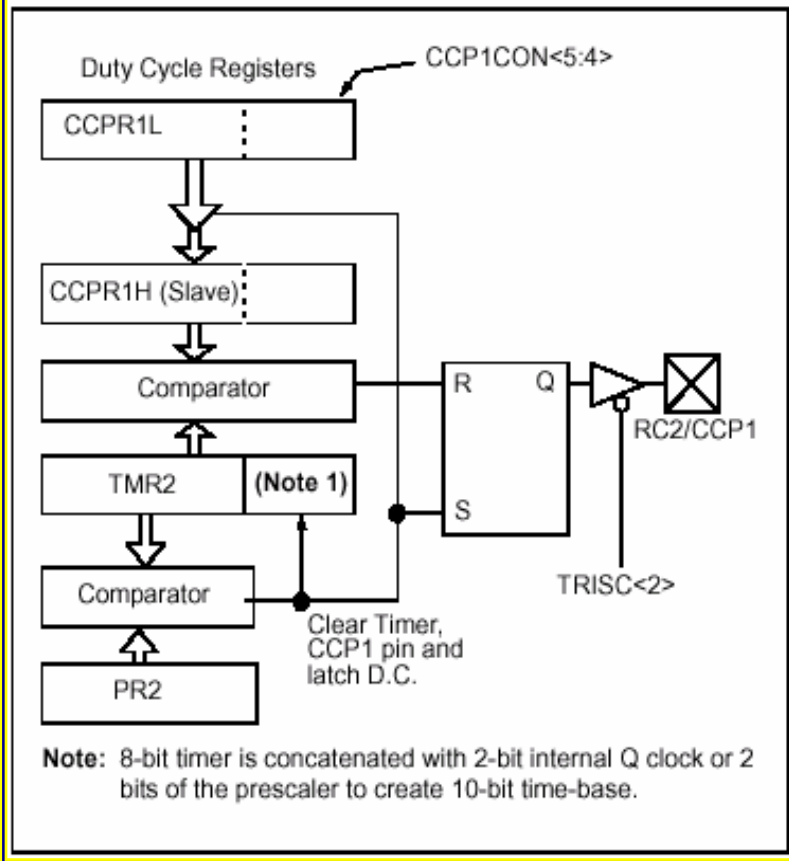 Duty Cycle Registers
CCP1CON<5:4>
CCPR1L
CCPR1H (Slave)
Comparator
R
Q
RC2/CCP1
TMR2
(Note 1)
S
TRISC<2>
Comparator
Clear Timer,
CCP1 pin and
latch D.C.
PR2
Note: 8-bit timer is concatenated with 2-bit internal Q clock or 2
bits of the prescaler to create 10-bit time-base.